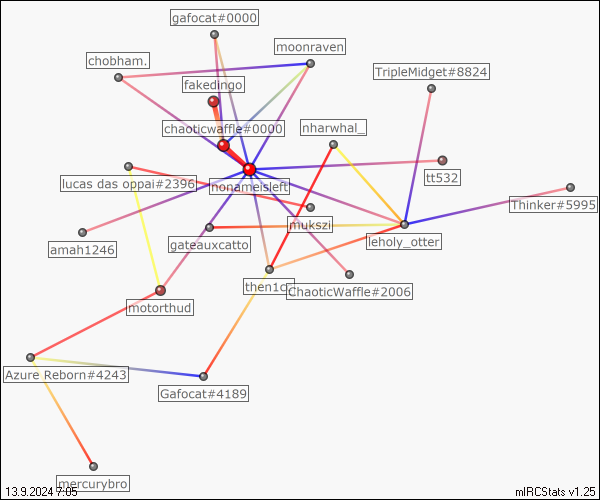 gafocat#0000
moonraven
chobham.
TripleMidget#8824
fakedingo
chaoticwaffle#0000
nharwhal_
lucas das oppai#2396
nonameisleft
tt532
Thinker#5995
mukszi
leholy_otter
amah1246
gateauxcatto
then1c
ChaoticWaffle#2006
motorthud
Azure Reborn#4243
Gafocat#4189
mercurybro
13.9.2024 7:05
mIRCStats v1.25